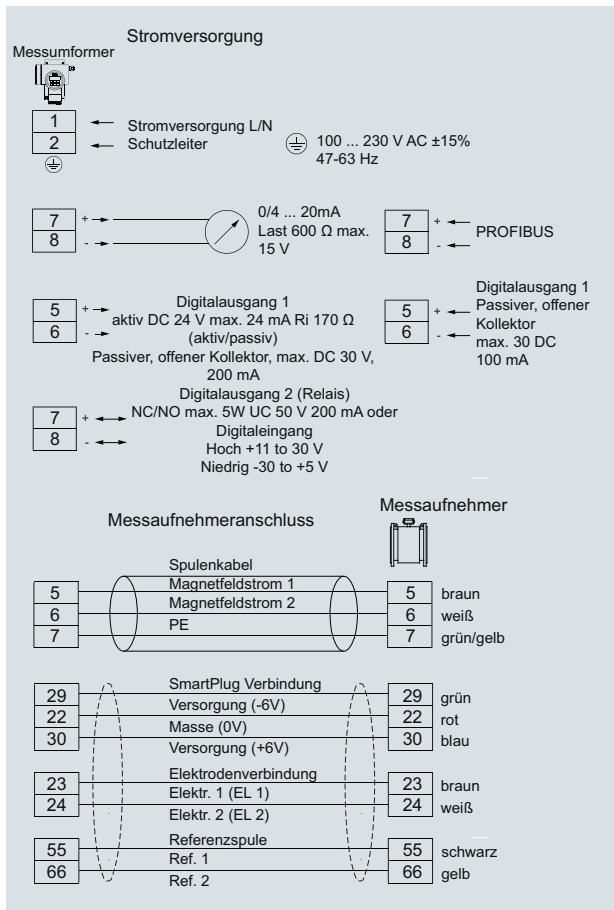 Stromversorgung
Messumformer
1
Stromversorgung L/N
2
Schutzleiter
100 ... 230 V AC ±15%
47-63 Hz
7 +
8 -
0/4 ... 20mA
Last 600 Ω max.
15 V
7 +
8 -
PROFIBUS
5 +
6 -
Digitalausgang 1
aktiv DC 24 V max. 24 mA Ri 170 Ω
(aktiv/passiv)
Passiver, offener Kollektor, max. DC 30 V,
200 mA
5 +
6 -
Digitalausgang 1
Passiver, offener
Kollektor
max. 30 DC
100 mA
7 +
8 -
Digitalausgang 2 (Relais)
NC/NO max. 5W UC 50 V 200 mA oder
Digitaleingang
Hoch +11 to 30 V
Niedrig -30 to +5 V
Messaufnehmeranschluss
Messaufnehmer
Spulenkabel
5 Magnetfeldstrom 1 5 braun
6 Magnetfeldstrom 2 6 weiß
7 PE 7 grün/gelb
SmartPlug Verbindung
29 Versorgung (-6V) 29 grün
22 Masse (0V) 22 rot
30 Versorgung (+6V) 30 blau
Elektrodenverbindung
23 Elektr. 1 (EL 1) 23 braun
24 Elektr. 2 (EL 2) 24 weiß
Referenzspule
55 Ref. 1 55 schwarz
66 Ref. 2 66 gelb